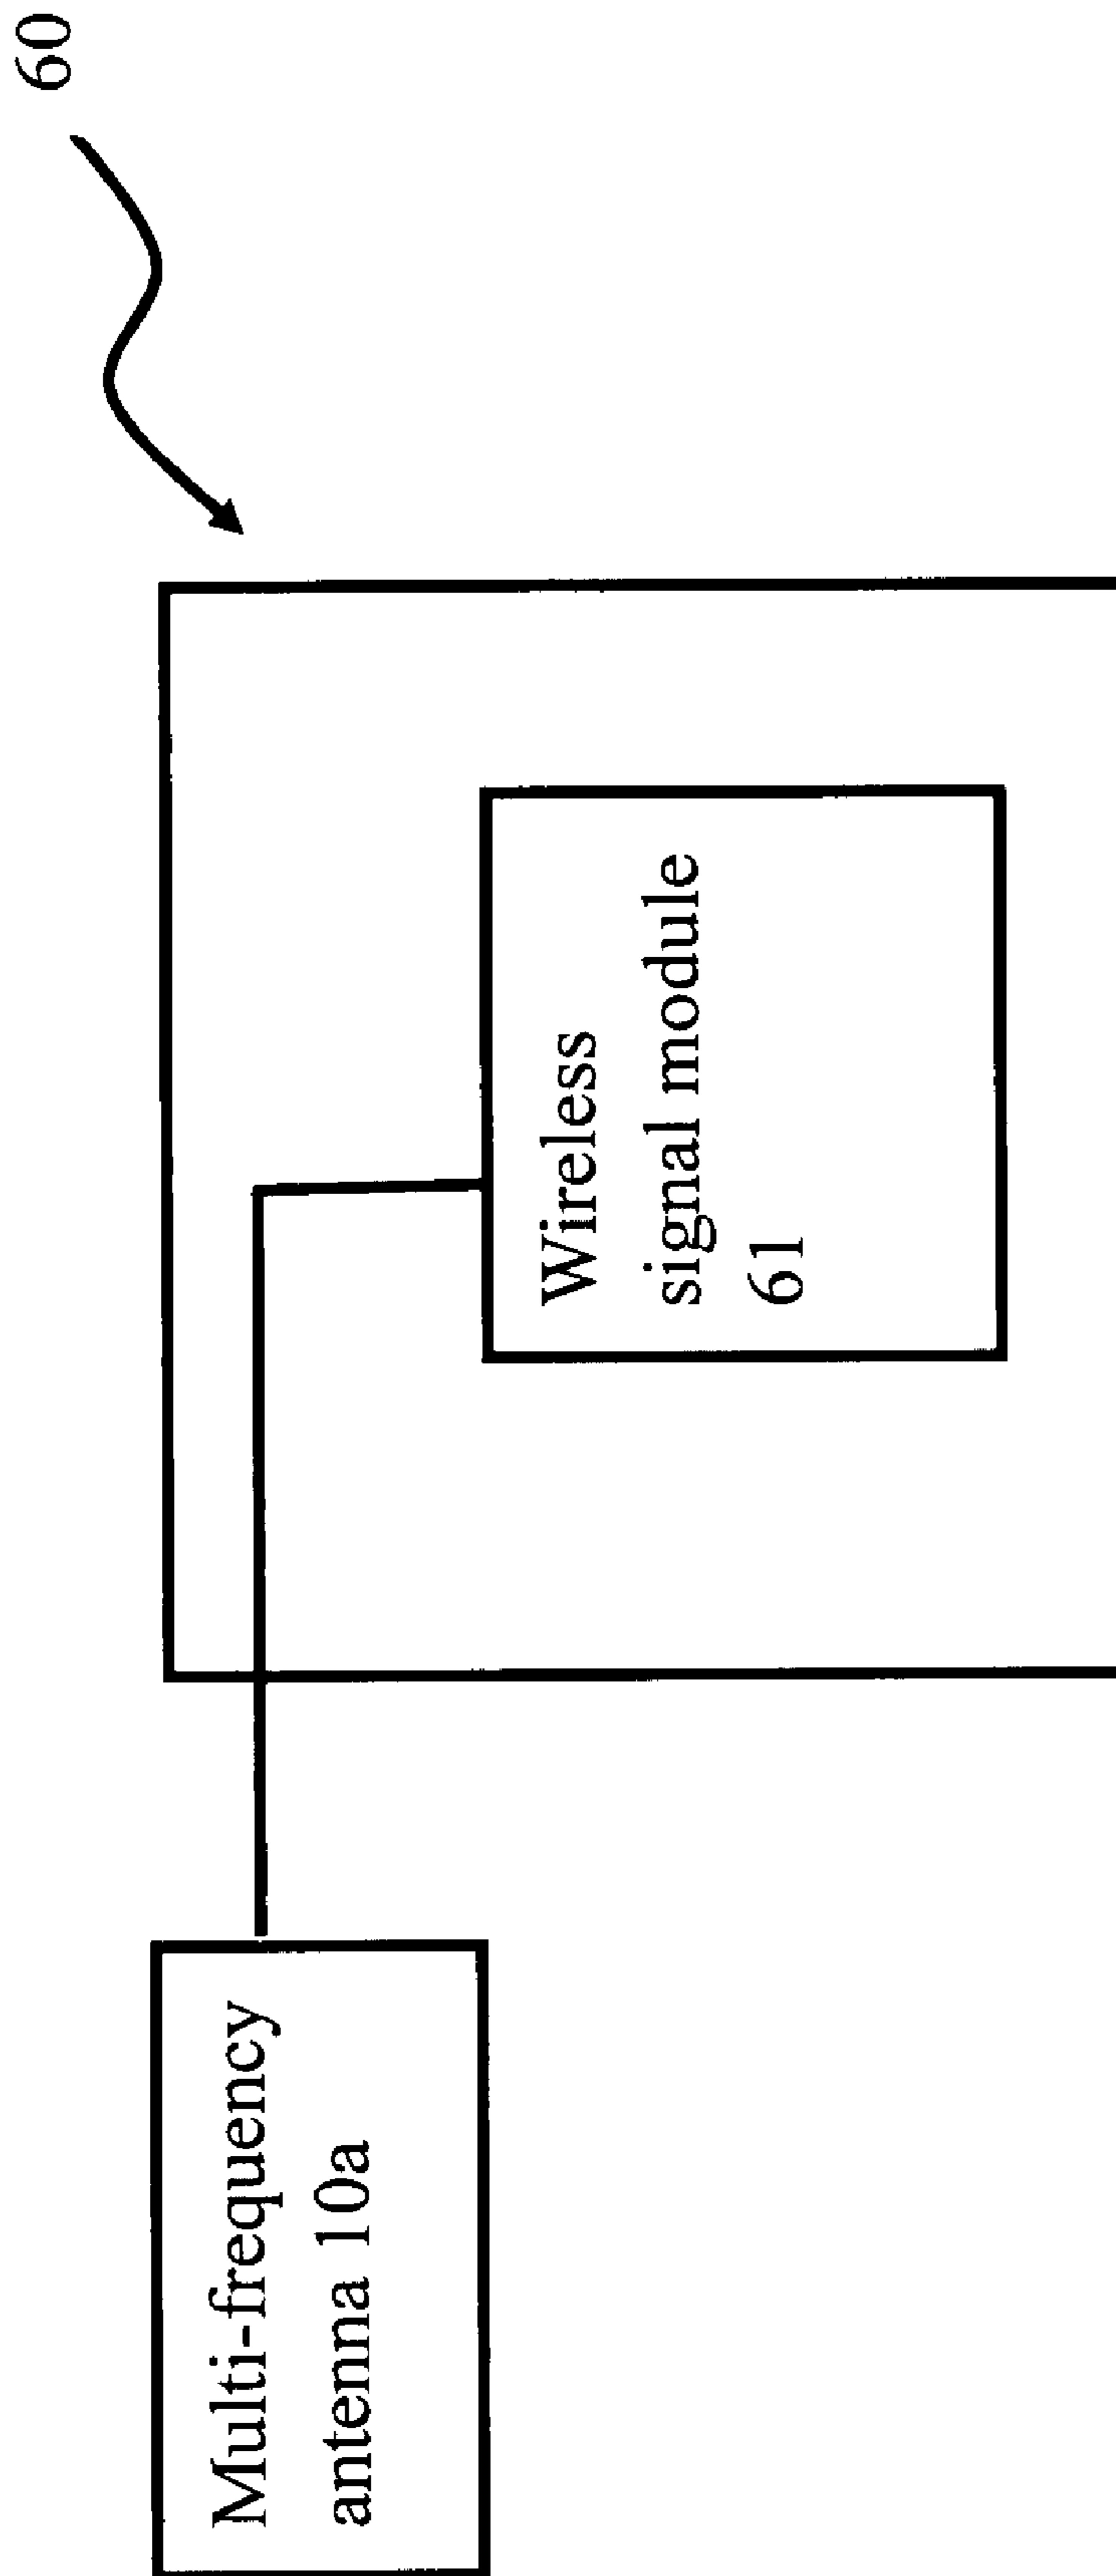 60
Multi-frequency
antenna 10a
Wireless
signal module
61